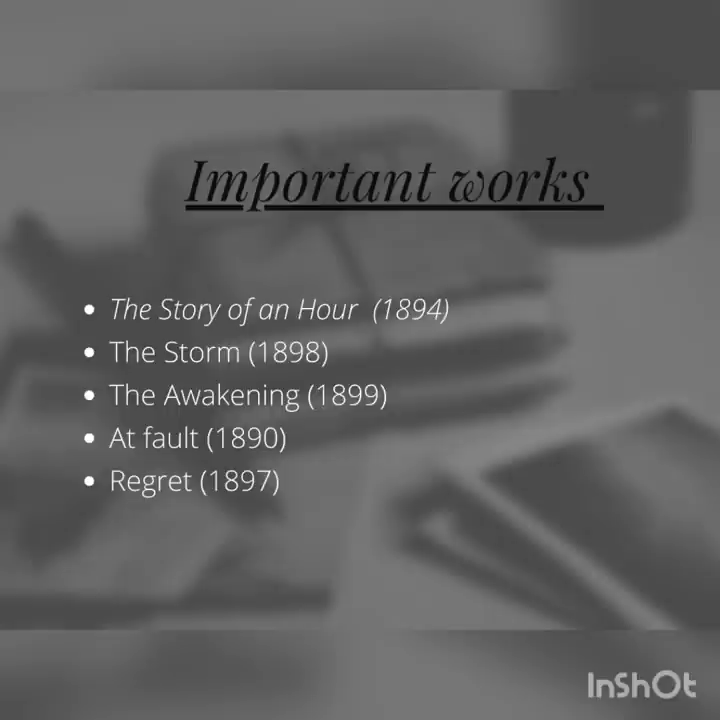 Important works
• The Story of an Hour (1894)
• The Storm (1898)
• The Awakening (1899)
• At fault (1890)
• Regret (1897)
InShOt